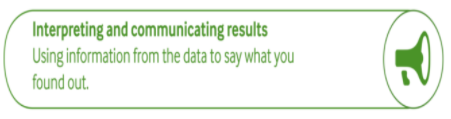 Interpreting and communicating results
Using information from the data to say what you
found out.